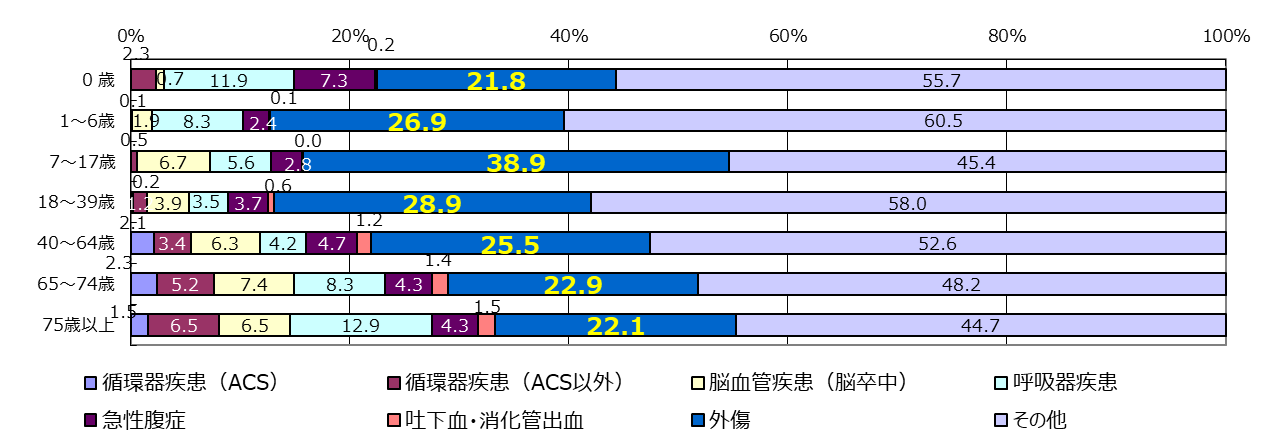 0% 20% 40% 60% 80% 100%
0.2
2.3
0 歳 0.7 11.9 7.3 21.8 55.7
0.1 0.1
1～6歳 1.9 8.3 2.4 26.9 60.5
0.5 0.0
7～17歳 6.7 5.6 2.8 38.9 45.4
0.2 0.6
18～39歳 1.2 3.9 3.5 3.7 28.9 58.0
2.1 1.2
40～64歳 3.4 6.3 4.2 4.7 25.5 52.6
2.3 1.4
65～74歳 5.2 7.4 8.3 4.3 22.9 48.2
1.5 1.5
75歳以上 6.5 6.5 12.9 4.3 22.1 44.7
循環器疾患（ACS） 循環器疾患（ACS以外） 脳血管疾患（脳卒中） 呼吸器疾患
急性腹症 吐下血・消化管出血 外傷 その他